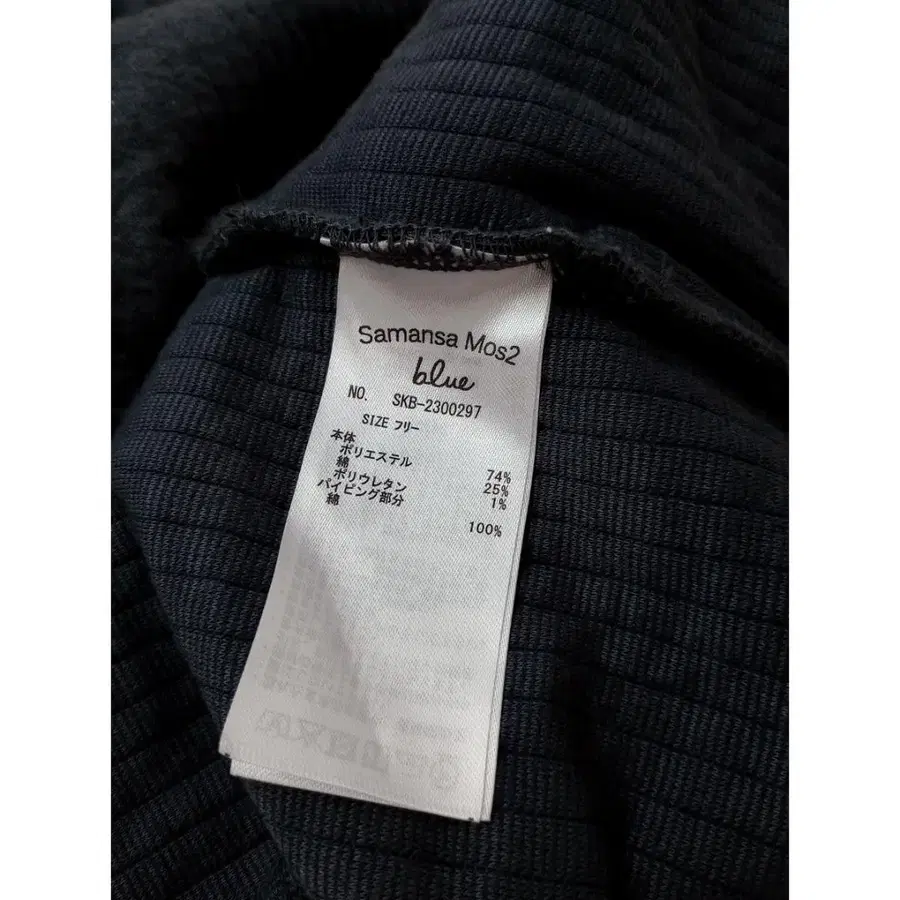 Samansa Mos2
blue
NO. SKB-2300297
SIZE フリー
本体
ポリエステル 74%
綿 25%
ポリウレタン 1%
パイピング部分
綿 100%